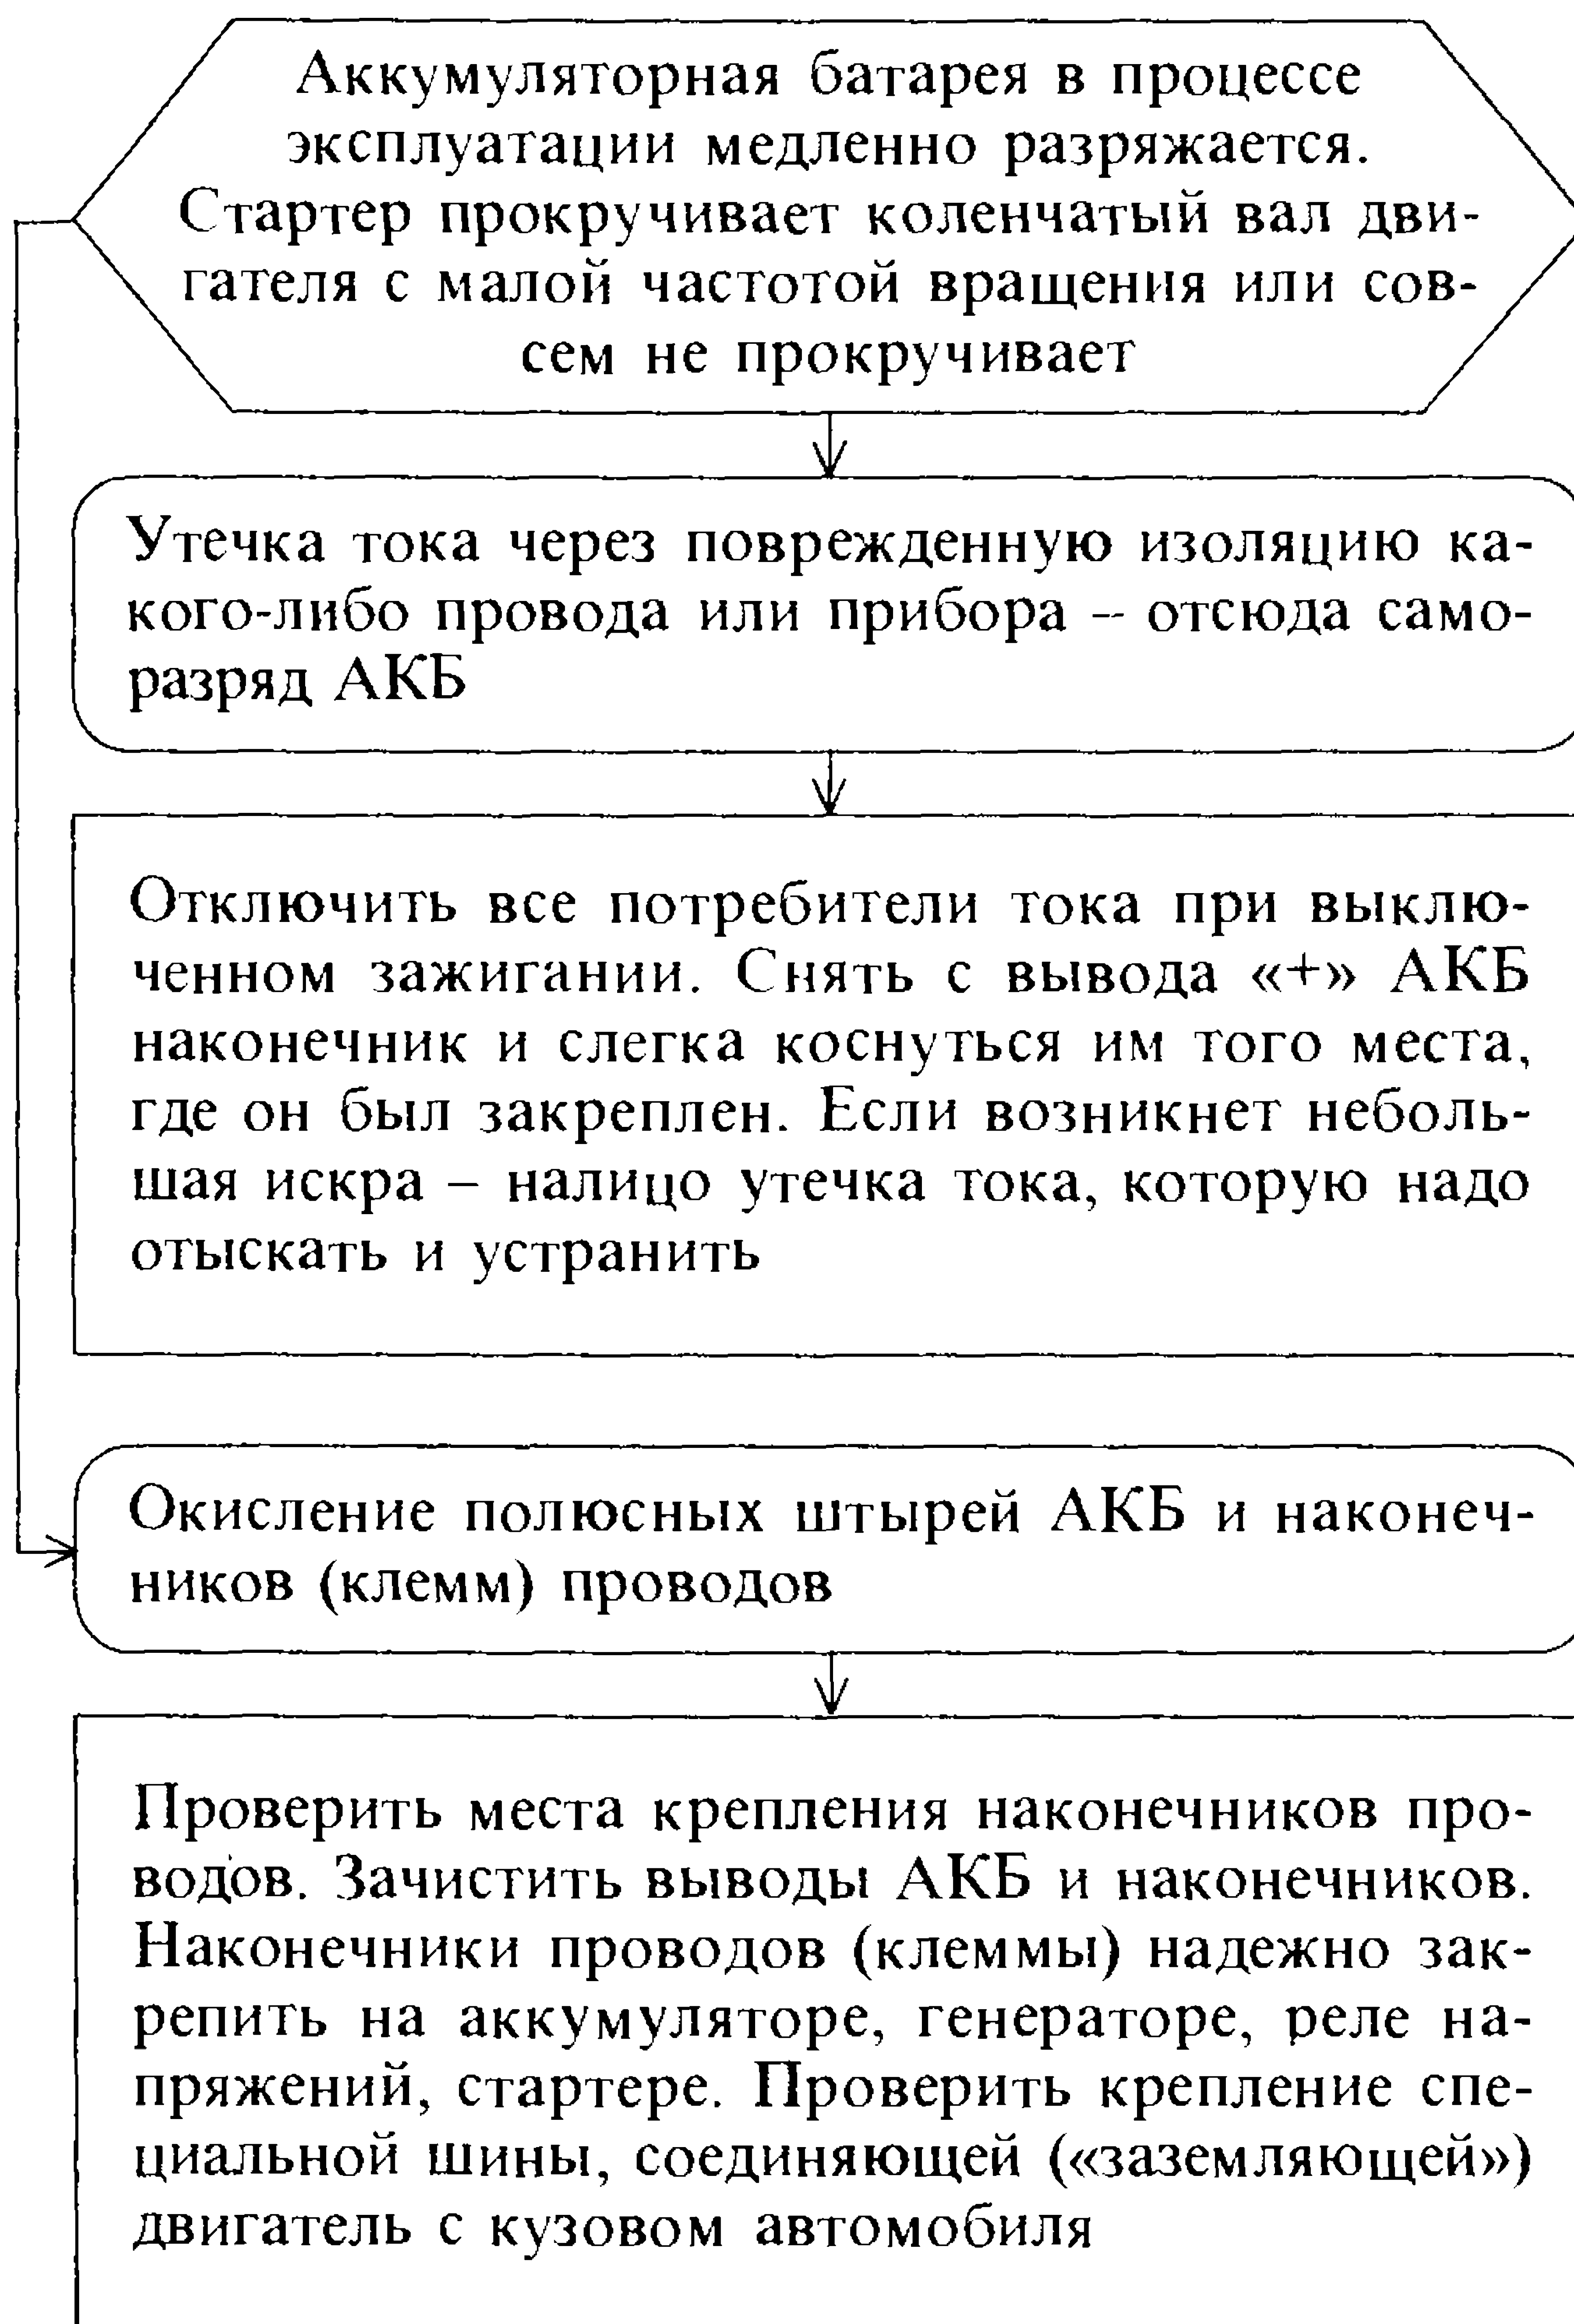 Аккумуляторная батарея в процессе
эксплуатации медленно разряжается.
Стартер прокручивает коленчатый вал дви-
гателя с малой частотой вращения или сов-
сем не прокручивает
Утечка тока через поврежденную изоляцию ка-
кого-либо провода или прибора – отсюда само-
разряд АКБ
Отключить все потребители тока при выклю-
ченном зажигании. Снять с вывода «+» АКБ
наконечник и слегка коснуться им того места,
где он был закреплен. Если возникнет неболь-
шая искра – налицо утечка тока, которую надо
отыскать и устранить
Окисление полюсных штырей АКБ и наконеч-
ников (клемм) проводов
Проверить места крепления наконечников про-
водов. Зачистить выводы АКБ и наконечников.
Наконечники проводов (клеммы) надежно зак-
репить на аккумуляторе, генераторе, реле на-
пряжений, стартере. Проверить крепление спе-
циальной шины, соединяющей («заземляющей»)
двигатель с кузовом автомобиля